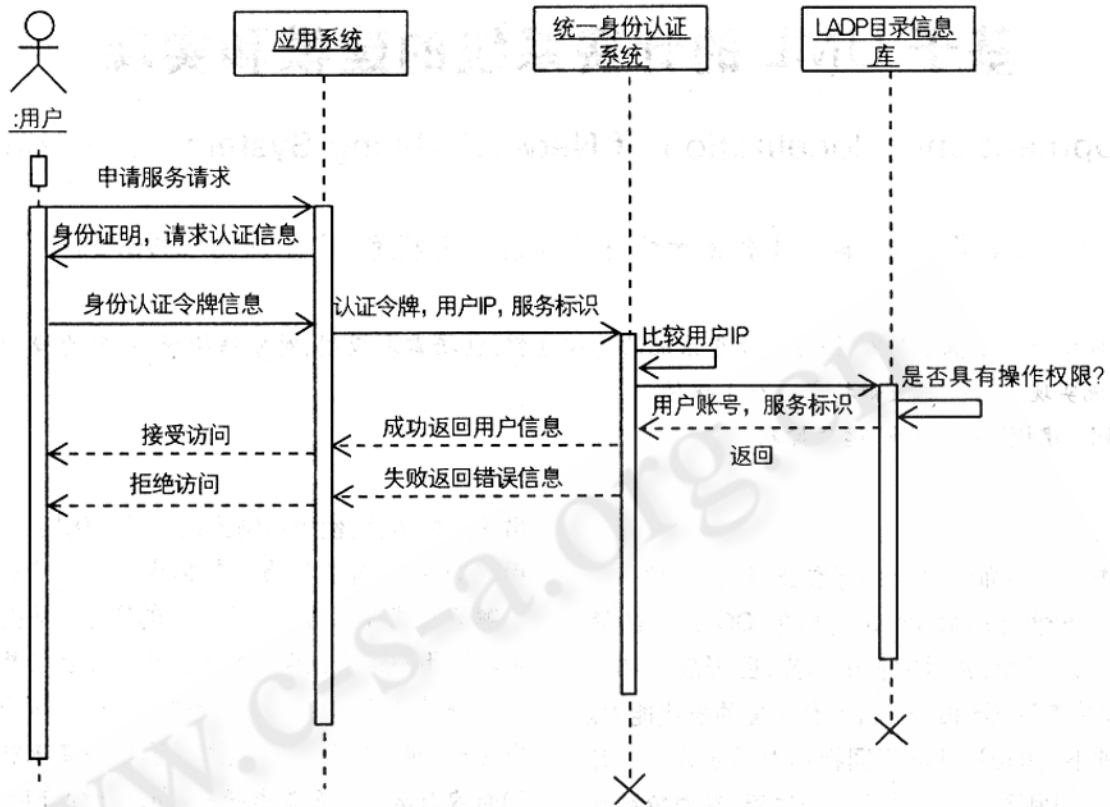 应用系统
统一身份认证
系统
LADP目录信息
库
:用户
申请服务请求
身份证明，请求认证信息
身份认证令牌信息
认证令牌，用户IP，服务标识
比较用户IP
是否具有操作权限？
用户账号，服务标识
成功返回用户信息
接受访问
返回
失败返回错误信息
拒绝访问
www.c-s-a.org.cn